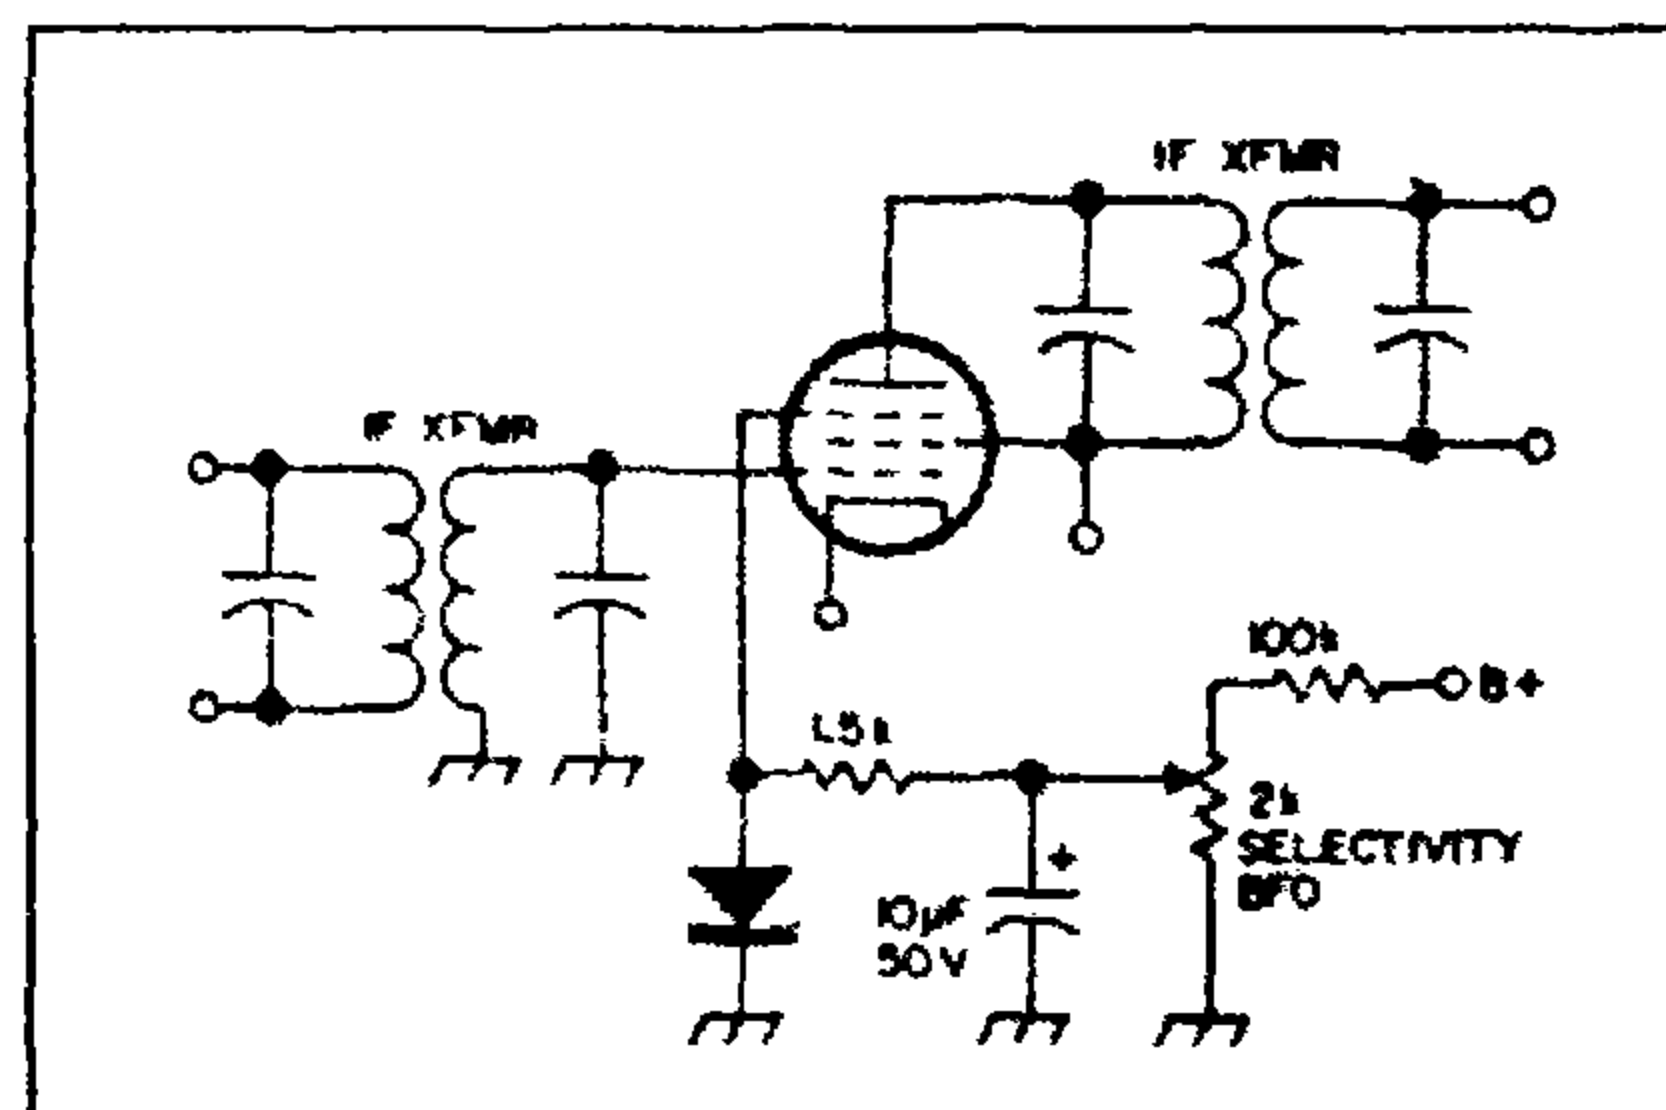 IF XFMR
IF XFMR
100k
B+
1.5k
2k
SELECTIVITY
BFO
+
10µF
50V